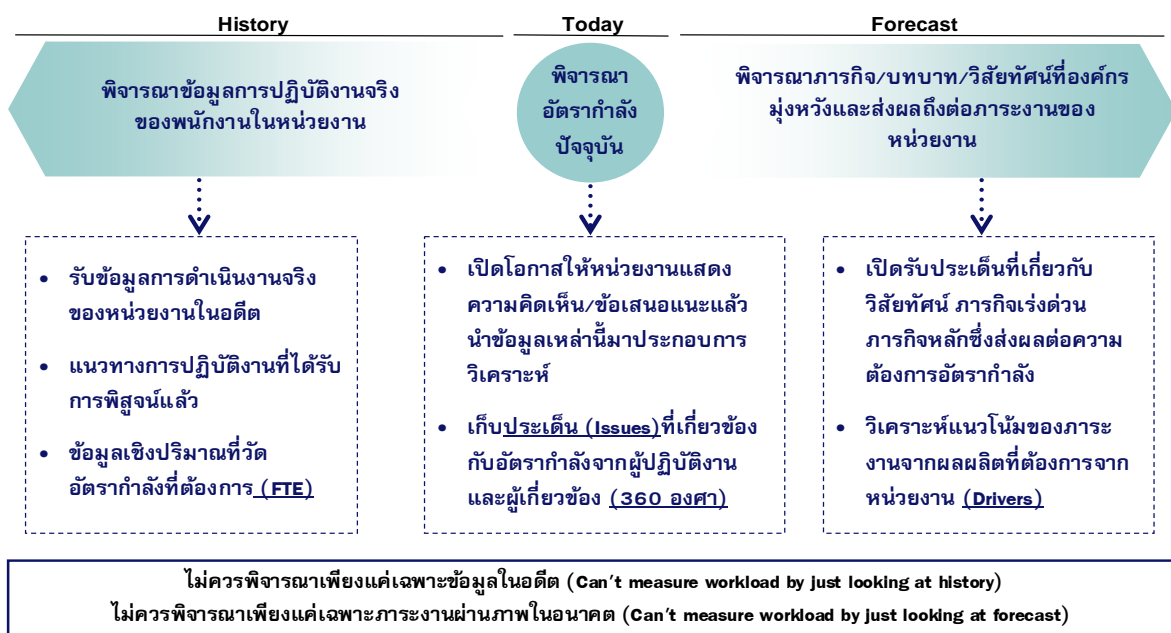 History
Today
Forecast
พิจารณาข้อมูลการปฏิบัติงานจริง
ของพนักงานในหน่วยงาน
พิจารณา
อัตรากำลัง
ปัจจุบัน
พิจารณาภารกิจ/บทบาท/วิสัยทัศน์ที่องค์กร
มุ่งหวังและส่งผลถึงต่อภาระงานของ
หน่วยงาน
• รับข้อมูลการดำเนินงานจริง
ของหน่วยงานในอดีต
• แนวทางการปฏิบัติงานที่ได้รับ
การพิสูจน์แล้ว
• ข้อมูลเชิงปริมาณที่วัด
อัตรากำลังที่ต้องการ (FTE)
• เปิดโอกาสให้หน่วยงานแสดง
ความคิดเห็น/ข้อเสนอแนะแล้ว
นำข้อมูลเหล่านี้มาประกอบการ
วิเคราะห์
• เก็บประเด็น (Issues)ที่เกี่ยวข้อง
กับอัตรากำลังจากผู้ปฏิบัติงาน
และผู้เกี่ยวข้อง (360 องศา)
• เปิดรับประเด็นที่เกี่ยวกับ
วิสัยทัศน์ ภารกิจเร่งด่วน
ภารกิจหลักซึ่งส่งผลต่อความ
ต้องการอัตรากำลัง
• วิเคราะห์แนวโน้มของภาระ
งานจากผลผลิตที่ต้องการจาก
หน่วยงาน (Drivers)
ไม่ควรพิจารณาเพียงแค่เฉพาะข้อมูลในอดีต (Can't measure workload by just looking at history)
ไม่ควรพิจารณาเพียงแค่เฉพาะภาระงานผ่านภาพในอนาคต (Can't measure workload by just looking at forecast)